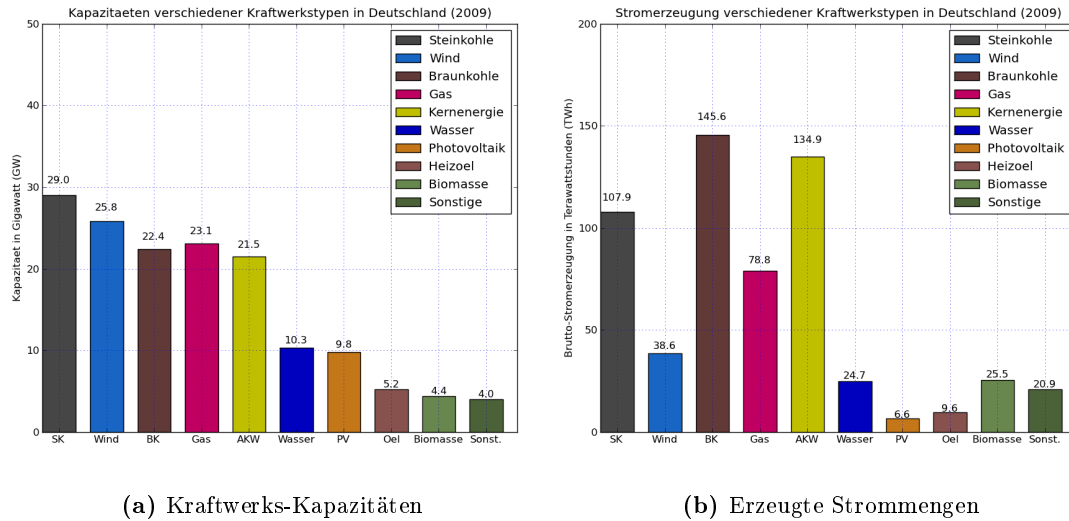 Kapazitaeten verschiedener Kraftwerkstypen in Deutschland (2009)
Kapazitaet in Gigawatt (GW)
50
40
30
20
10
0
29.0
25.8
22.4
23.1
21.5
10.3
9.8
5.2
4.4
4.0
Steinkohle
Wind
Braunkohle
Gas
Kernenergie
Wasser
Photovoltaik
Heizoel
Biomasse
Sonstige
SK Wind BK Gas AKW Wasser PV Oel Biomasse Sonst.
(a) Kraftwerks-Kapazitäten
Stromerzeugung verschiedener Kraftwerkstypen in Deutschland (2009)
Brutto-Stromerzeugung in Terawattstunden (TWh)
200
150
100
50
0
107.9
38.6
145.6
78.8
134.9
24.7
6.6
9.6
25.5
20.9
Steinkohle
Wind
Braunkohle
Gas
Kernenergie
Wasser
Photovoltaik
Heizoel
Biomasse
Sonstige
SK Wind BK Gas AKW Wasser PV Oel Biomasse Sonst.
(b) Erzeugte Strommengen